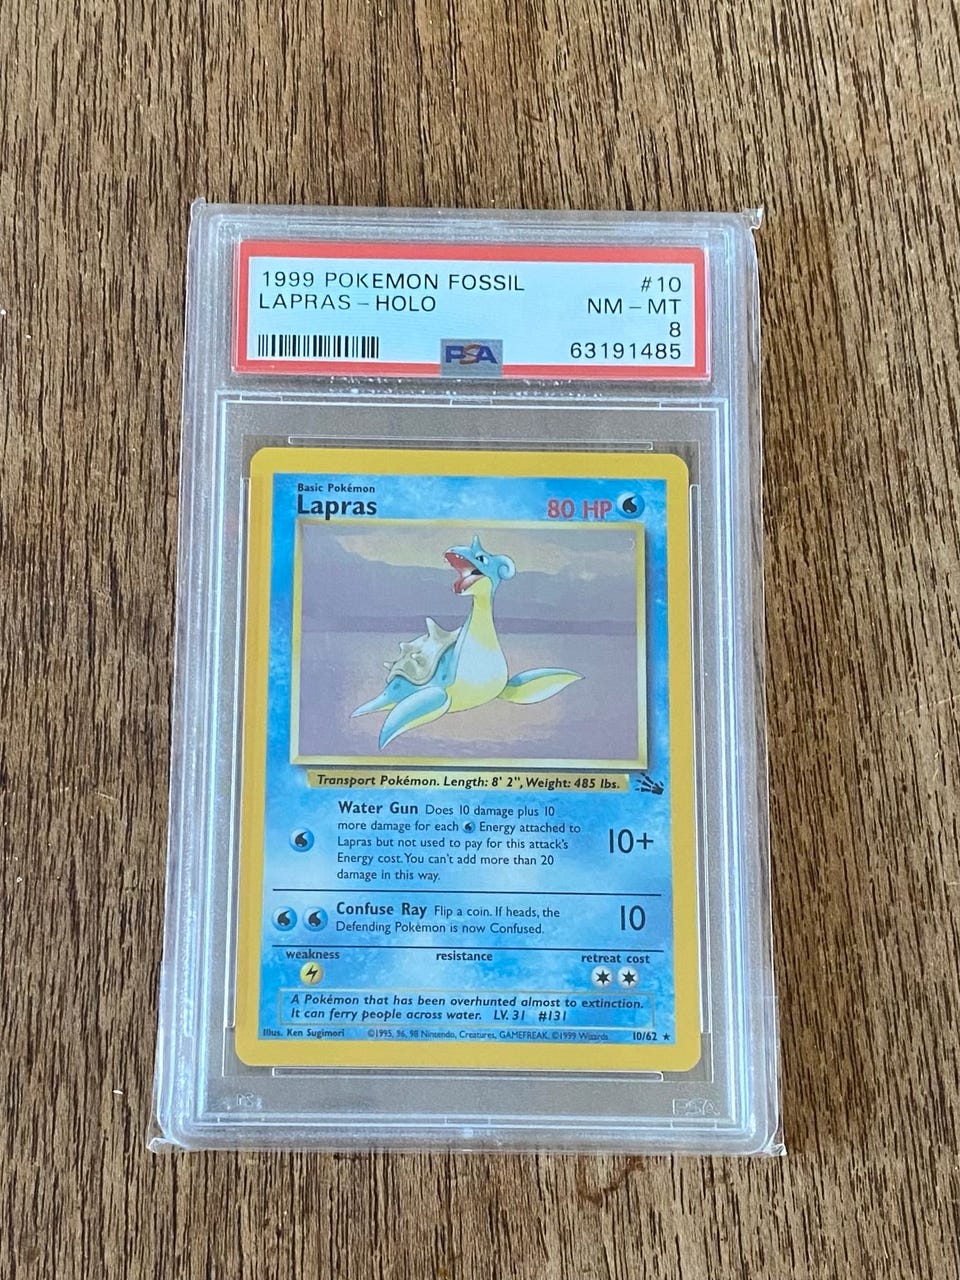 1999 POKEMON FOSSIL #10
LAPRAS - HOLO NM - MT
8
PSA 63191485
Basic Pokémon
Lapras 80 HP
Transport Pokémon. Length: 8' 2", Weight: 485 lbs.
Water Gun Does 10 damage plus 10
more damage for each Energy attached to
Lapras but not used to pay for this attack's
Energy cost. You can't add more than 20
damage in this way.
10+
Confuse Ray Flip a coin. If heads, the
Defending Pokémon is now Confused.
10
weakness resistance retreat cost
A Pokémon that has been overhunted almost to extinction.
It can ferry people across water. LV. 31 #131
Illus. Ken Sugimori ©1995, 96, 98 Nintendo, Creatures, GAMEFREAK. ©1999 Wizards. 10/62 ★
PSA